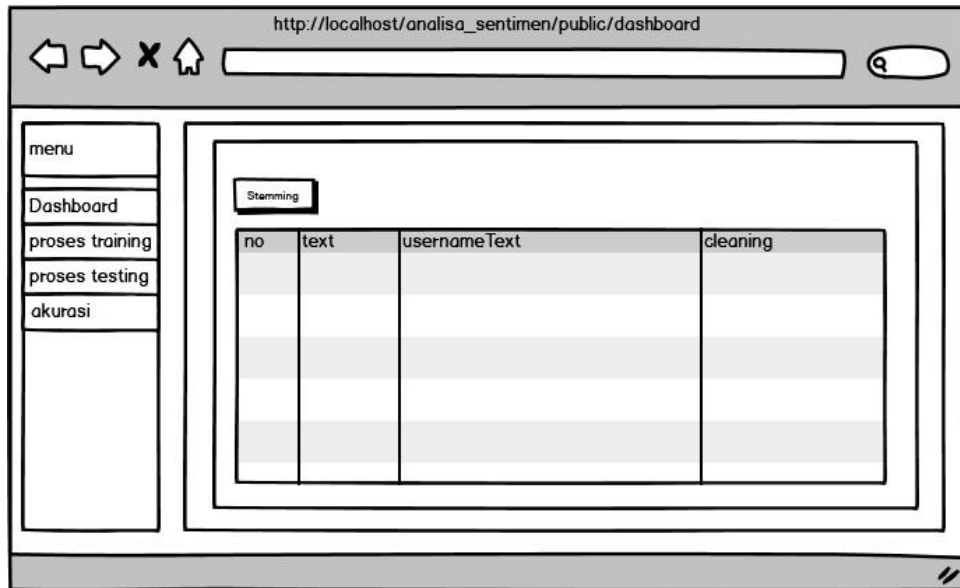 http://localhost/analisa_sentimen/public/dashboard
menu
Dashboard
proses training
proses testing
akurasi
Stemming
no text usernameText cleaning